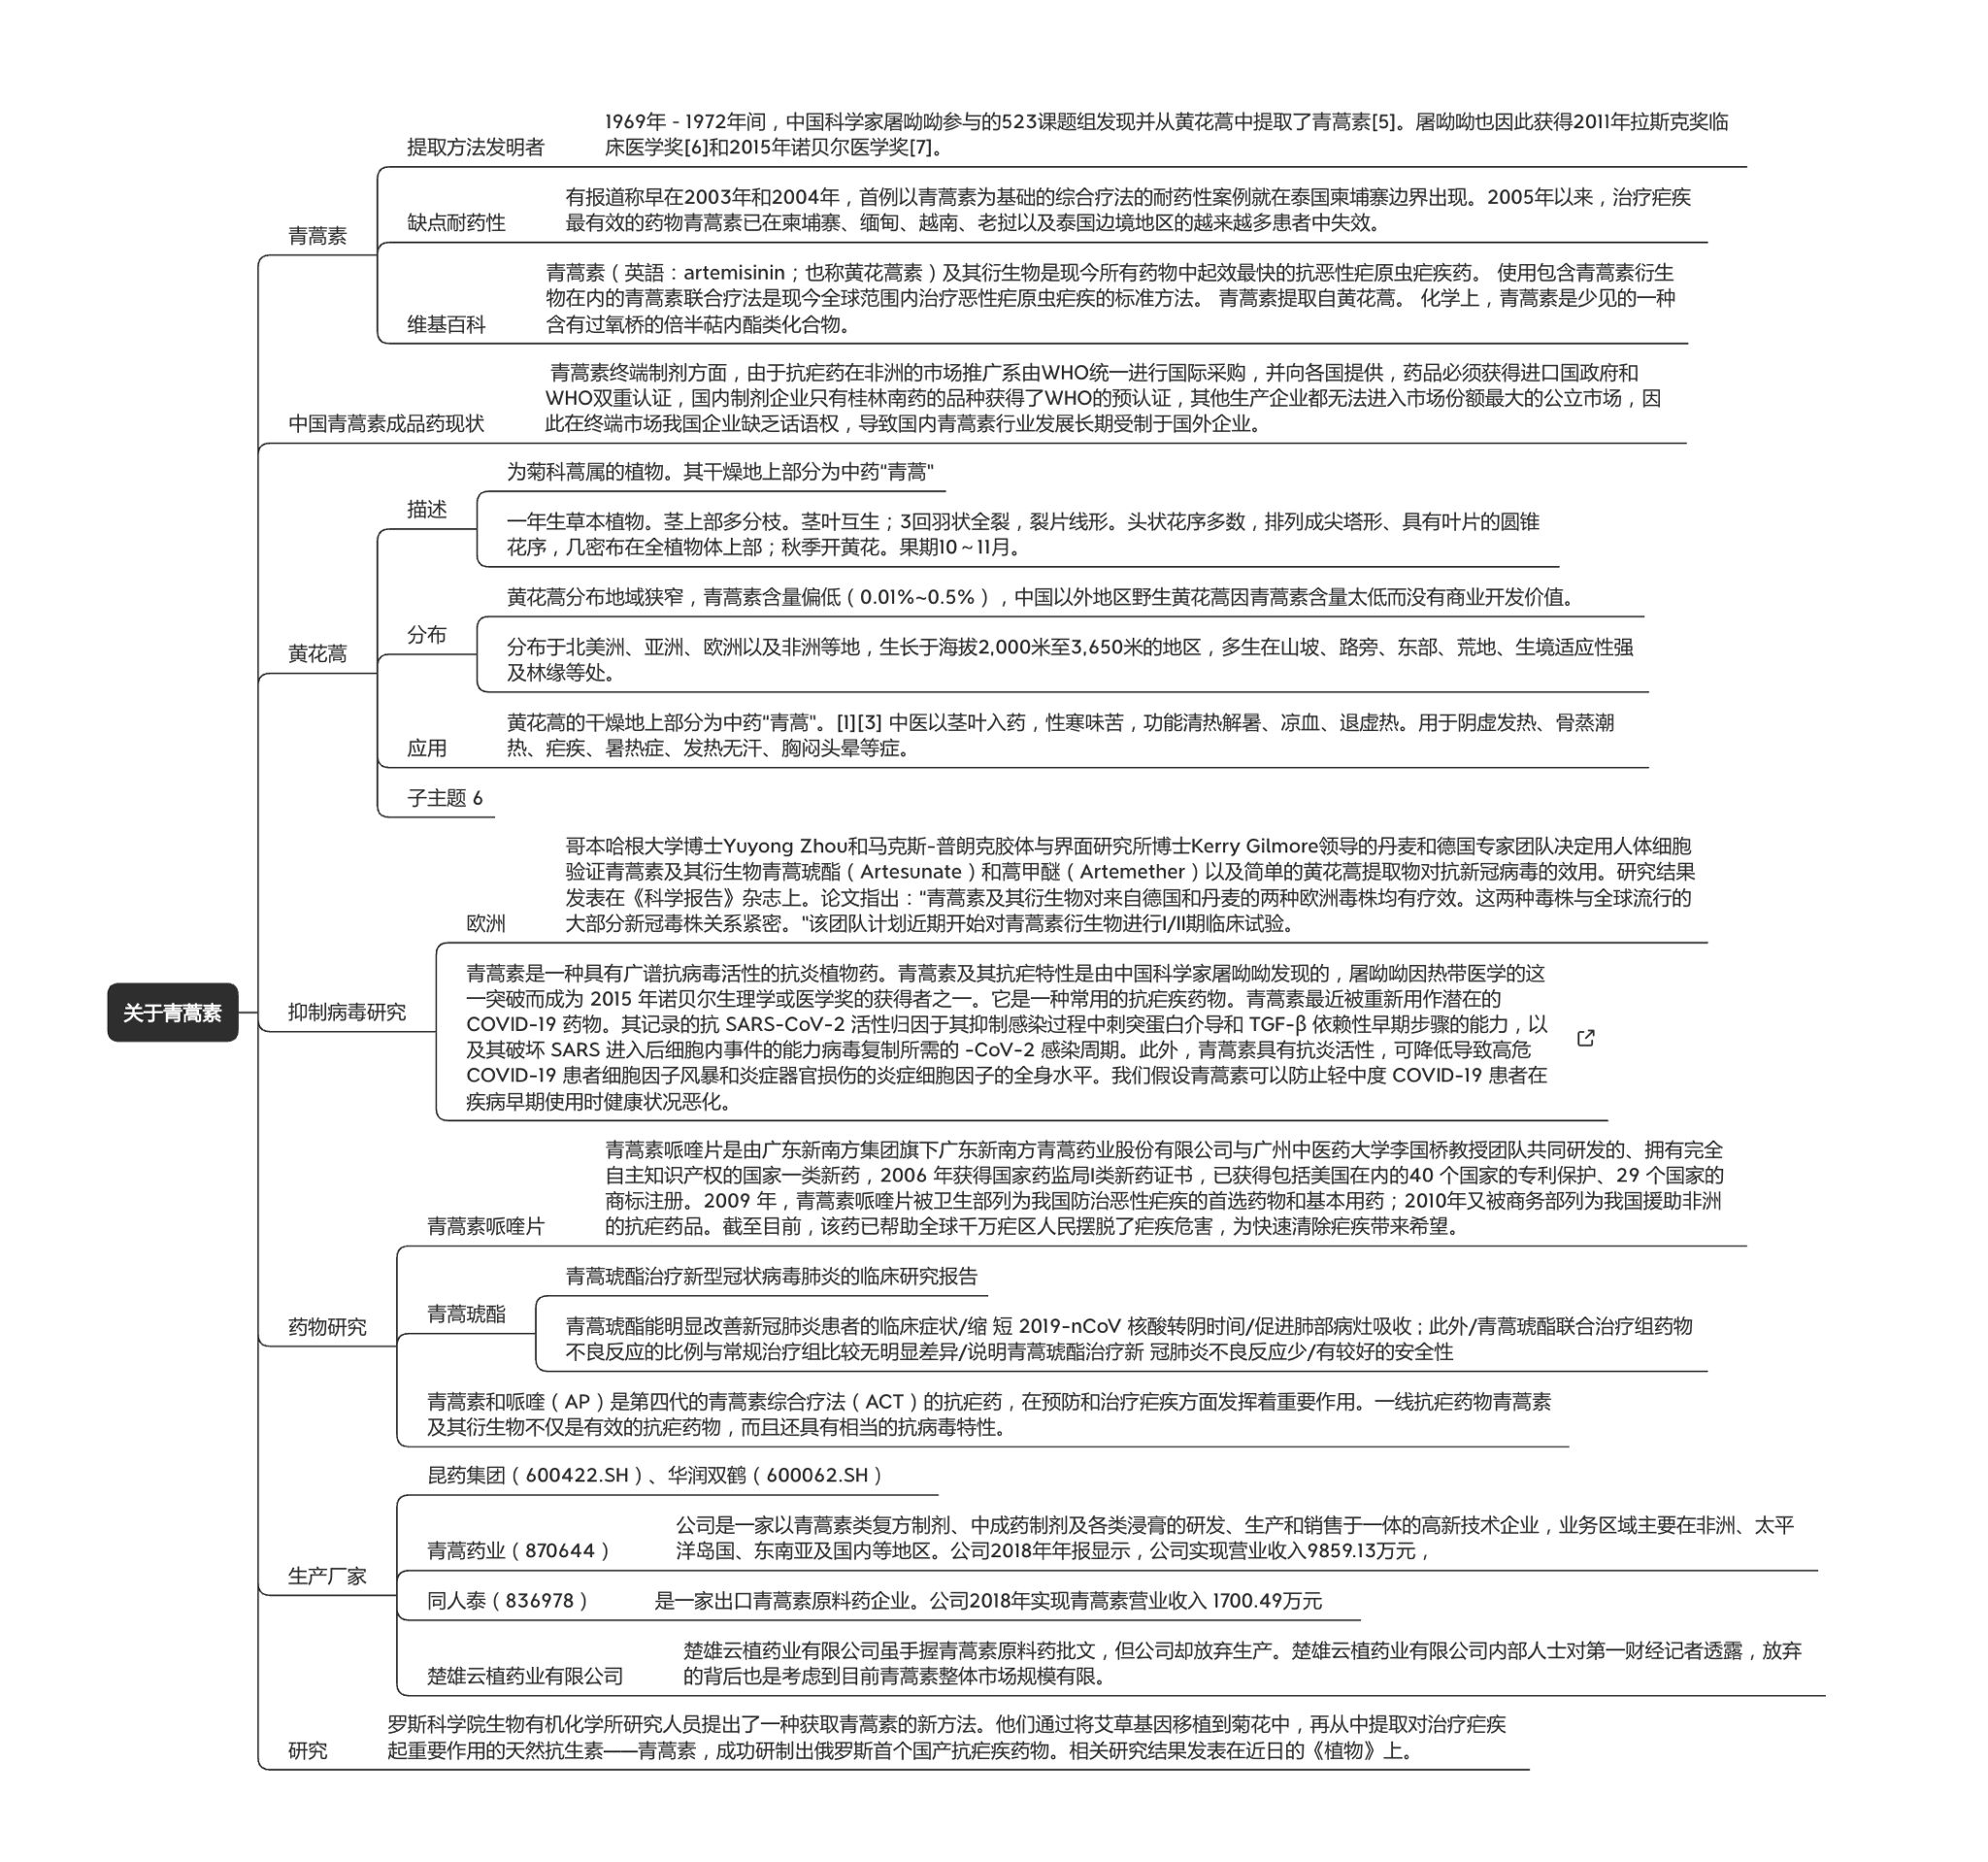 关于青蒿素
青蒿素
提取方法发明者
1969年 - 1972年间，中国科学家屠呦呦参与的523课题组发现并从黄花蒿中提取了青蒿素[5]。屠呦呦也因此获得2011年拉斯克奖临
床医学奖[6]和2015年诺贝尔医学奖[7]。
缺点耐药性
有报道称早在2003年和2004年，首例以青蒿素为基础的综合疗法的耐药性案例就在泰国柬埔寨边界出现。2005年以来，治疗疟疾
最有效的药物青蒿素已在柬埔寨、缅甸、越南、老挝以及泰国边境地区的越来越多患者中失效。
维基百科
青蒿素（英語：artemisinin；也称黄花蒿素）及其衍生物是现今所有药物中起效最快的抗恶性疟原虫疟疾药。 使用包含青蒿素衍生
物在内的青蒿素联合疗法是现今全球范围内治疗恶性疟原虫疟疾的标准方法。 青蒿素提取自黄花蒿。 化学上，青蒿素是少见的一种
含有过氧桥的倍半萜内酯类化合物。
中国青蒿素成品药现状
青蒿素终端制剂方面，由于抗疟药在非洲的市场推广系由WHO统一进行国际采购，并向各国提供，药品必须获得进口国政府和
WHO双重认证，国内制剂企业只有桂林南药的品种获得了WHO的预认证，其他生产企业都无法进入市场份额最大的公立市场，因
此在终端市场我国企业缺乏话语权，导致国内青蒿素行业发展长期受制于国外企业。
黄花蒿
描述
为菊科蒿属的植物。其干燥地上部分为中药"青蒿"
一年生草本植物。茎上部多分枝。茎叶互生；3回羽状全裂，裂片线形。头状花序多数，排列成尖塔形、具有叶片的圆锥
花序，几密布在全植物体上部；秋季开黄花。果期10～11月。
分布
黄花蒿分布地域狭窄，青蒿素含量偏低（0.01%~0.5%），中国以外地区野生黄花蒿因青蒿素含量太低而没有商业开发价值。
分布于北美洲、亚洲、欧洲以及非洲等地，生长于海拔2,000米至3,650米的地区，多生在山坡、路旁、东部、荒地、生境适应性强
及林缘等处。
应用
黄花蒿的干燥地上部分为中药"青蒿"。[1][3] 中医以茎叶入药，性寒味苦，功能清热解暑、凉血、退虚热。用于阴虚发热、骨蒸潮
热、疟疾、暑热症、发热无汗、胸闷头晕等症。
子主题 6
抑制病毒研究
欧洲
哥本哈根大学博士Yuyong Zhou和马克斯-普朗克胶体与界面研究所博士Kerry Gilmore领导的丹麦和德国专家团队决定用人体细胞
验证青蒿素及其衍生物青蒿琥酯（Artesunate）和蒿甲醚（Artemether）以及简单的黄花蒿提取物对抗新冠病毒的效用。研究结果
发表在《科学报告》杂志上。论文指出："青蒿素及其衍生物对来自德国和丹麦的两种欧洲毒株均有疗效。这两种毒株与全球流行的
大部分新冠毒株关系紧密。"该团队计划近期开始对青蒿素衍生物进行I/II期临床试验。
青蒿素是一种具有广谱抗病毒活性的抗炎植物药。青蒿素及其抗疟特性是由中国科学家屠呦呦发现的，屠呦呦因热带医学的这
一突破而成为 2015 年诺贝尔生理学或医学奖的获得者之一。它是一种常用的抗疟疾药物。青蒿素最近被重新用作潜在的
COVID-19 药物。其记录的抗 SARS-CoV-2 活性归因于其抑制感染过程中刺突蛋白介导和 TGF-β 依赖性早期步骤的能力，以
及其破坏 SARS 进入后细胞内事件的能力病毒复制所需的 -CoV-2 感染周期。此外，青蒿素具有抗炎活性，可降低导致高危
COVID-19 患者细胞因子风暴和炎症器官损伤的炎症细胞因子的全身水平。我们假设青蒿素可以防止轻中度 COVID-19 患者在
疾病早期使用时健康状况恶化。
药物研究
青蒿素哌喹片
青蒿素哌喹片是由广东新南方集团旗下广东新南方青蒿药业股份有限公司与广州中医药大学李国桥教授团队共同研发的、拥有完全
自主知识产权的国家一类新药，2006 年获得国家药监局I类新药证书，已获得包括美国在内的40 个国家的专利保护、29 个国家的
商标注册。2009 年，青蒿素哌喹片被卫生部列为我国防治恶性疟疾的首选药物和基本用药；2010年又被商务部列为我国援助非洲
的抗疟药品。截至目前，该药已帮助全球千万疟区人民摆脱了疟疾危害，为快速清除疟疾带来希望。
青蒿琥酯
青蒿琥酯治疗新型冠状病毒肺炎的临床研究报告
青蒿琥酯能明显改善新冠肺炎患者的临床症状/缩 短 2019-nCoV 核酸转阴时间/促进肺部病灶吸收；此外/青蒿琥酯联合治疗组药物
不良反应的比例与常规治疗组比较无明显差异/说明青蒿琥酯治疗新 冠肺炎不良反应少/有较好的安全性
青蒿素和哌喹（AP）是第四代的青蒿素综合疗法（ACT）的抗疟药，在预防和治疗疟疾方面发挥着重要作用。一线抗疟药物青蒿素
及其衍生物不仅是有效的抗疟药物，而且还具有相当的抗病毒特性。
生产厂家
昆药集团（600422.SH）、华润双鹤（600062.SH）
青蒿药业（870644）
公司是一家以青蒿素类复方制剂、中成药制剂及各类浸膏的研发、生产和销售于一体的高新技术企业，业务区域主要在非洲、太平
洋岛国、东南亚及国内等地区。公司2018年年报显示，公司实现营业收入9859.13万元，
同人泰（836978）
是一家出口青蒿素原料药企业。公司2018年实现青蒿素营业收入 1700.49万元
楚雄云植药业有限公司
楚雄云植药业有限公司虽手握青蒿素原料药批文，但公司却放弃生产。楚雄云植药业有限公司内部人士对第一财经记者透露，放弃
的背后也是考虑到目前青蒿素整体市场规模有限。
研究
罗斯科学院生物有机化学所研究人员提出了一种获取青蒿素的新方法。他们通过将艾草基因移植到菊花中，再从中提取对治疗疟疾
起重要作用的天然抗生素——青蒿素，成功研制出俄罗斯首个国产抗疟疾药物。相关研究结果发表在近日的《植物》上。